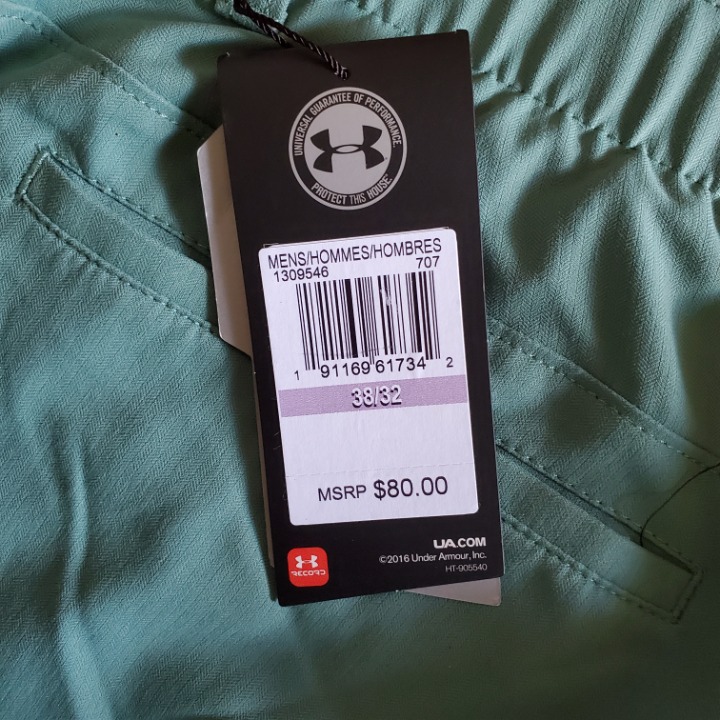 UNIVERSAL GUARANTEE OF PERFORMANCE.
PROTECT THIS HOUSE.
MENS/HOMMES/HOMBRES
1309546 707
1 91169 61734 2
38/32
MSRP $80.00
UA.COM
©2016 Under Armour, Inc.
HT-905540
RECORD